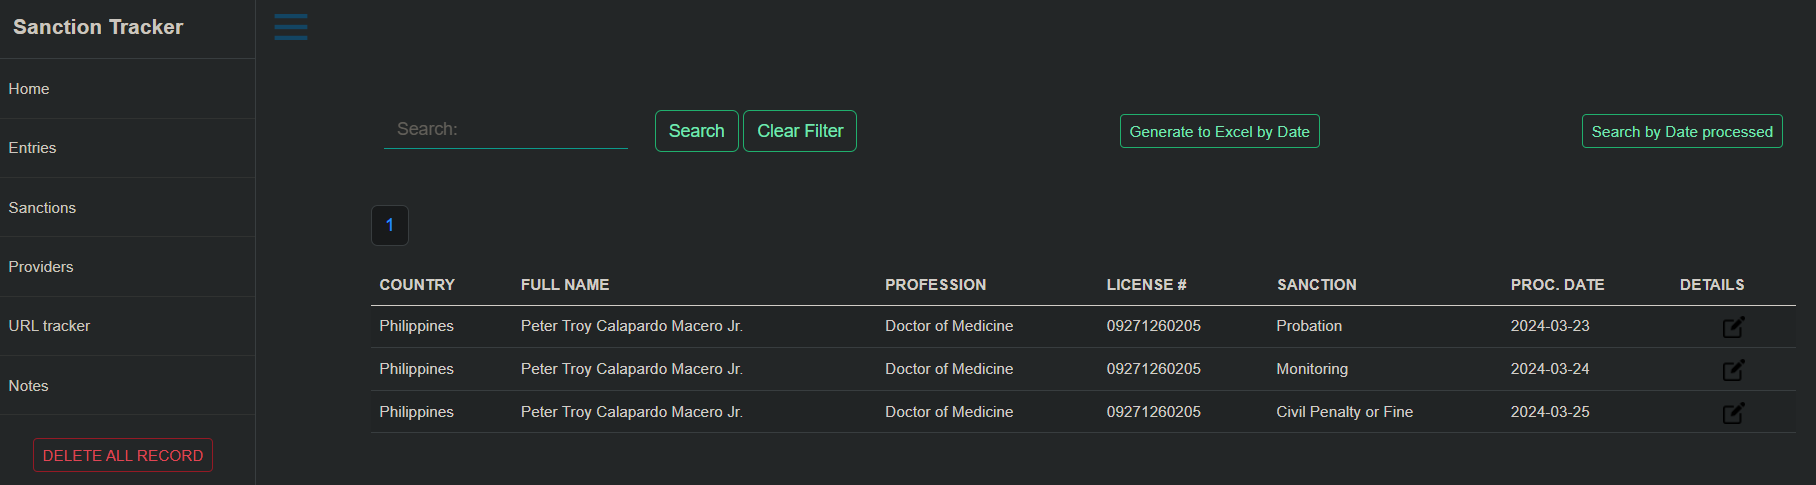 Sanction Tracker
Home
Entries
Sanctions
Providers
URL tracker
Notes
DELETE ALL RECORD
Search:
Search
Clear Filter
Generate to Excel by Date
Search by Date processed
1
COUNTRY FULL NAME PROFESSION LICENSE # SANCTION PROC. DATE DETAILS
Philippines Peter Troy Calapardo Macero Jr. Doctor of Medicine 09271260205 Probation 2024-03-23
Philippines Peter Troy Calapardo Macero Jr. Doctor of Medicine 09271260205 Monitoring 2024-03-24
Philippines Peter Troy Calapardo Macero Jr. Doctor of Medicine 09271260205 Civil Penalty or Fine 2024-03-25